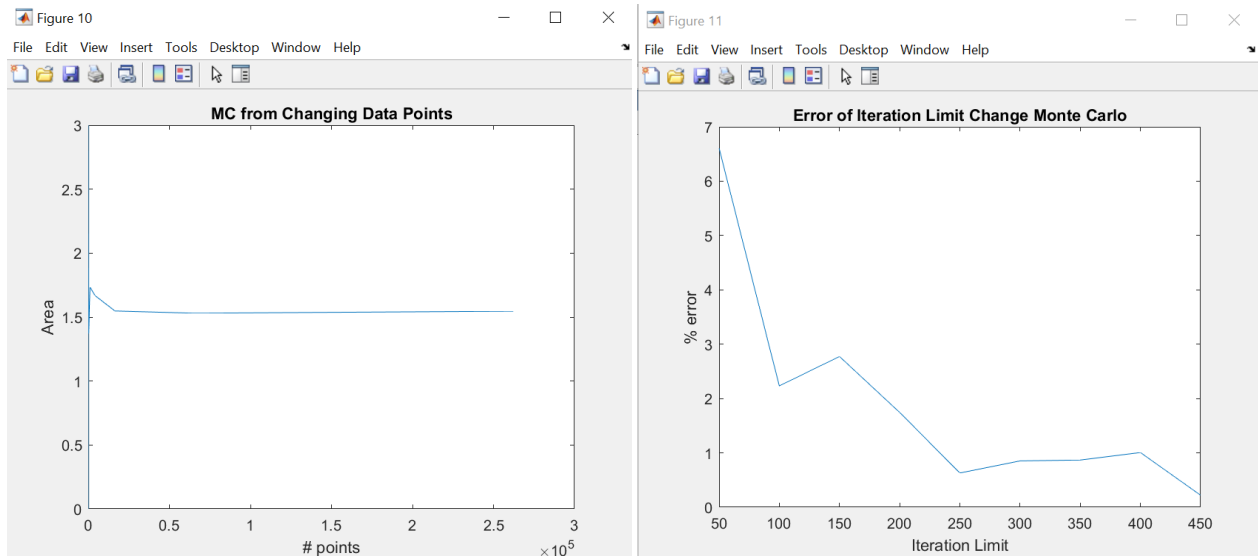 Figure 10
File Edit View Insert Tools Desktop Window Help
MC from Changing Data Points
3
2.5
2
1.5
1
0.5
0
Area
0 0.5 1 1.5 2 2.5 3
# points
×10^5
Figure 11
File Edit View Insert Tools Desktop Window Help
Error of Iteration Limit Change Monte Carlo
7
6
5
4
3
2
1
0
% error
50 100 150 200 250 300 350 400 450
Iteration Limit